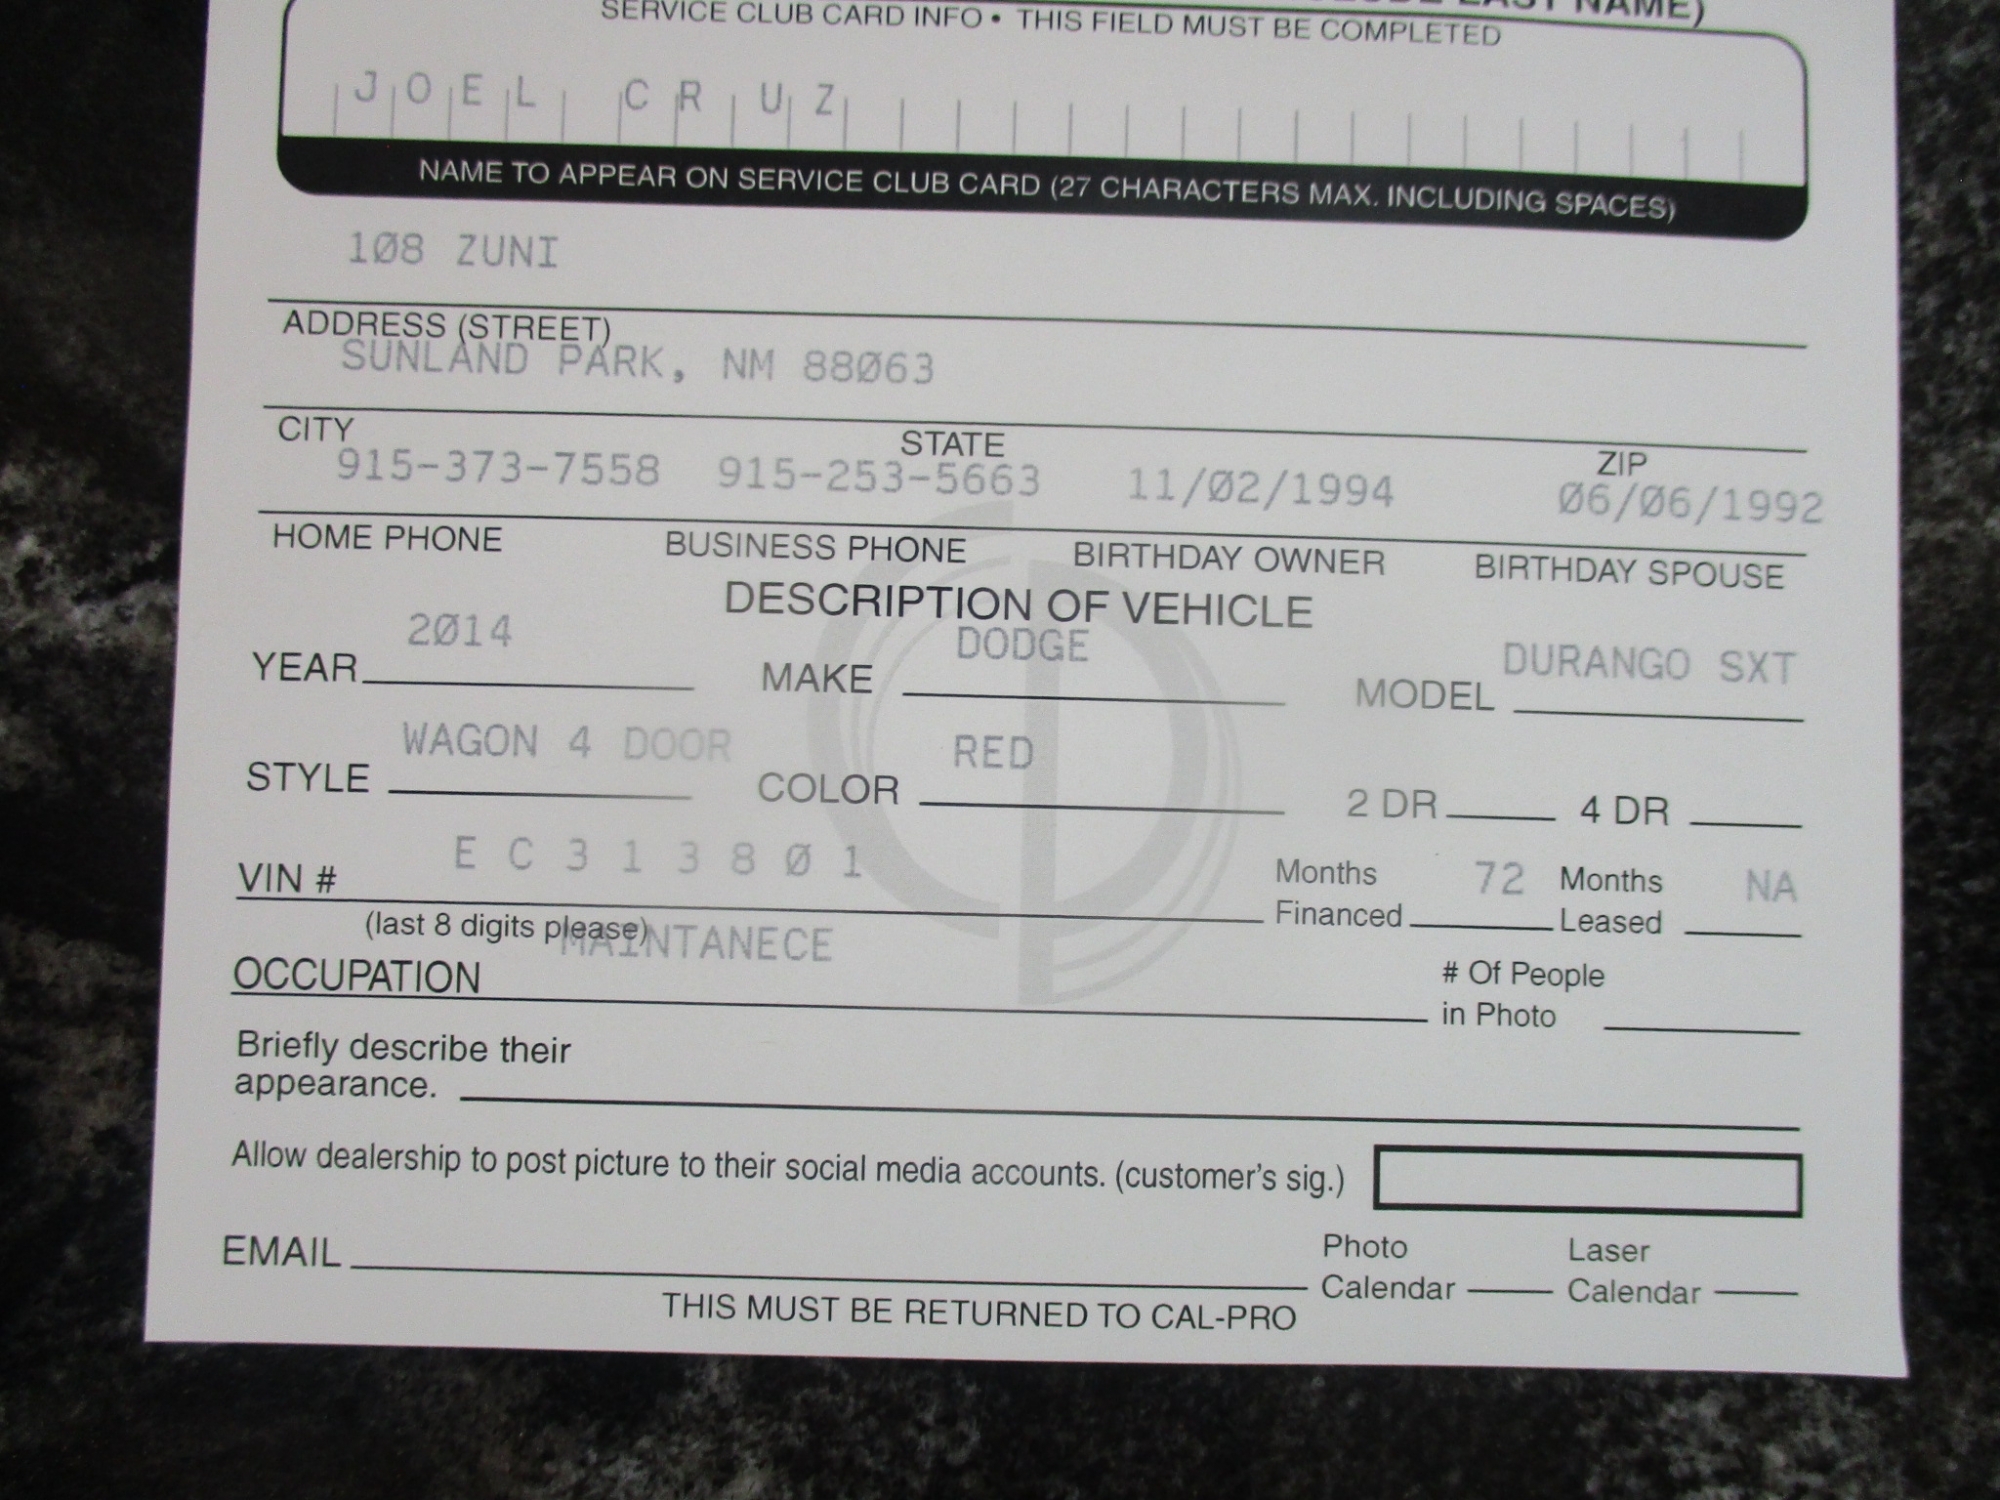 LAST NAME)
SERVICE CLUB CARD INFO • THIS FIELD MUST BE COMPLETED
JOEL CRUZ
NAME TO APPEAR ON SERVICE CLUB CARD (27 CHARACTERS MAX. INCLUDING SPACES)
108 ZUNI
ADDRESS (STREET)
SUNLAND PARK, NM 88063
CITY STATE ZIP
915-373-7558 915-253-5663 11/02/1994 06/06/1992
HOME PHONE BUSINESS PHONE BIRTHDAY OWNER BIRTHDAY SPOUSE
DESCRIPTION OF VEHICLE
2014 DODGE DURANGO SXT
YEAR MAKE MODEL
WAGON 4 DOOR RED
STYLE COLOR 2 DR 4 DR
E C 3 1 3 8 0 1
VIN # Months Financed 72 Months Leased NA
(last 8 digits please)
MAINTANECE
OCCUPATION # Of People in Photo
Briefly describe their
appearance.
Allow dealership to post picture to their social media accounts. (customer's sig.)
EMAIL Photo Calendar Laser Calendar
THIS MUST BE RETURNED TO CAL-PRO